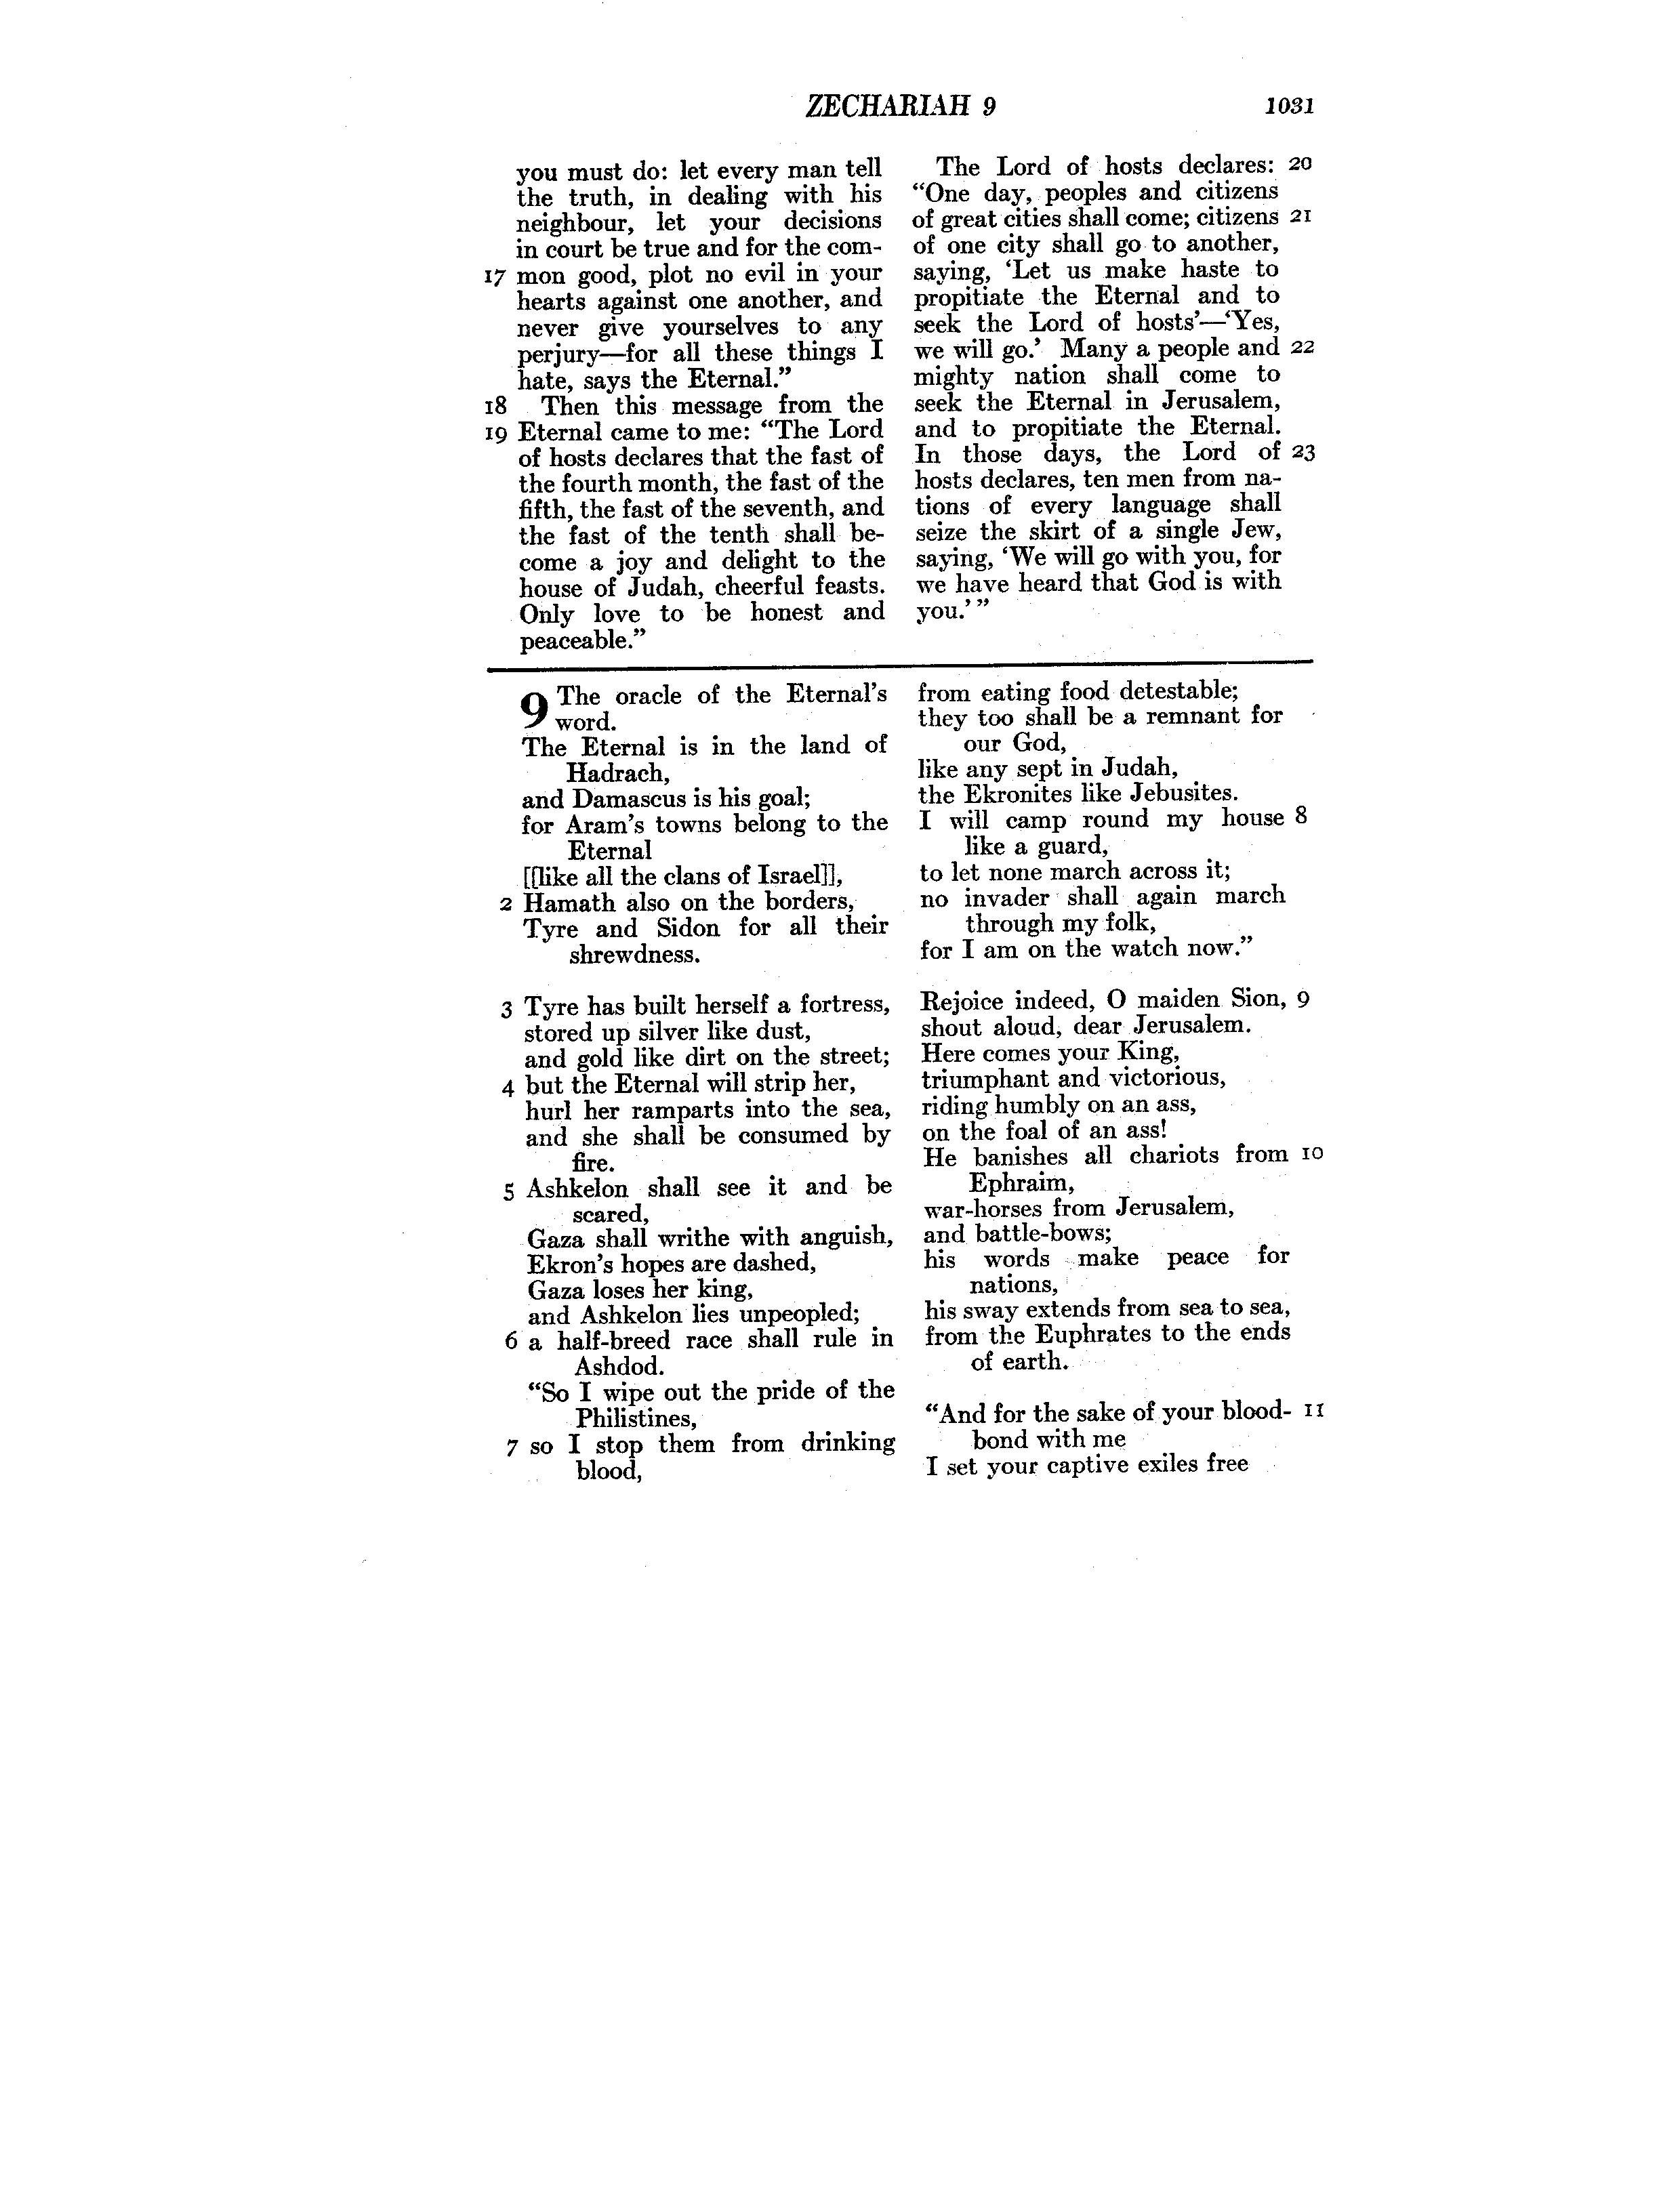 ZECHARIAH 9 1031
you must do: let every man tell
the truth, in dealing with his
neighbour, let your decisions
in court be true and for the com-
17 mon good, plot no evil in your
hearts against one another, and
never give yourselves to any
perjury—for all these things I
hate, says the Eternal.”
18 Then this message from the
19 Eternal came to me: “The Lord
of hosts declares that the fast of
the fourth month, the fast of the
fifth, the fast of the seventh, and
the fast of the tenth shall be-
come a joy and delight to the
house of Judah, cheerful feasts.
Only love to be honest and
peaceable.”
The Lord of hosts declares: 20
“One day, peoples and citizens
of great cities shall come; citizens 21
of one city shall go to another,
saying, ‘Let us make haste to
propitiate the Eternal and to
seek the Lord of hosts’—‘Yes,
we will go.’ Many a people and 22
mighty nation shall come to
seek the Eternal in Jerusalem,
and to propitiate the Eternal.
In those days, the Lord of 23
hosts declares, ten men from na-
tions of every language shall
seize the skirt of a single Jew,
saying, ‘We will go with you, for
we have heard that God is with
you.’ ”
9 The oracle of the Eternal’s
word.
The Eternal is in the land of
Hadrach,
and Damascus is his goal;
for Aram’s towns belong to the
Eternal
[[like all the clans of Israel]],
2 Hamath also on the borders,
Tyre and Sidon for all their
shrewdness.
3 Tyre has built herself a fortress,
stored up silver like dust,
and gold like dirt on the street;
4 but the Eternal will strip her,
hurl her ramparts into the sea,
and she shall be consumed by
fire.
5 Ashkelon shall see it and be
scared,
Gaza shall writhe with anguish,
Ekron’s hopes are dashed,
Gaza loses her king,
and Ashkelon lies unpeopled;
6 a half-breed race shall rule in
Ashdod.
“So I wipe out the pride of the
Philistines,
7 so I stop them from drinking
blood,
from eating food detestable;
they too shall be a remnant for
our God,
like any sept in Judah,
the Ekronites like Jebusites.
I will camp round my house 8
like a guard,
to let none march across it;
no invader shall again march
through my folk,
for I am on the watch now.”
Rejoice indeed, O maiden Sion, 9
shout aloud, dear Jerusalem.
Here comes your King,
triumphant and victorious,
riding humbly on an ass,
on the foal of an ass!
He banishes all chariots from 10
Ephraim,
war-horses from Jerusalem,
and battle-bows;
his words make peace for
nations,
his sway extends from sea to sea,
from the Euphrates to the ends
of earth.
“And for the sake of your blood- 11
bond with me
I set your captive exiles free